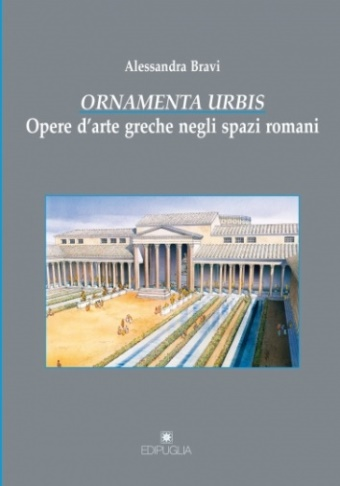 Alessandra Bravi
ORNAMENTA URBIS
Opere d'arte greche negli spazi romani
EDIPUGLIA